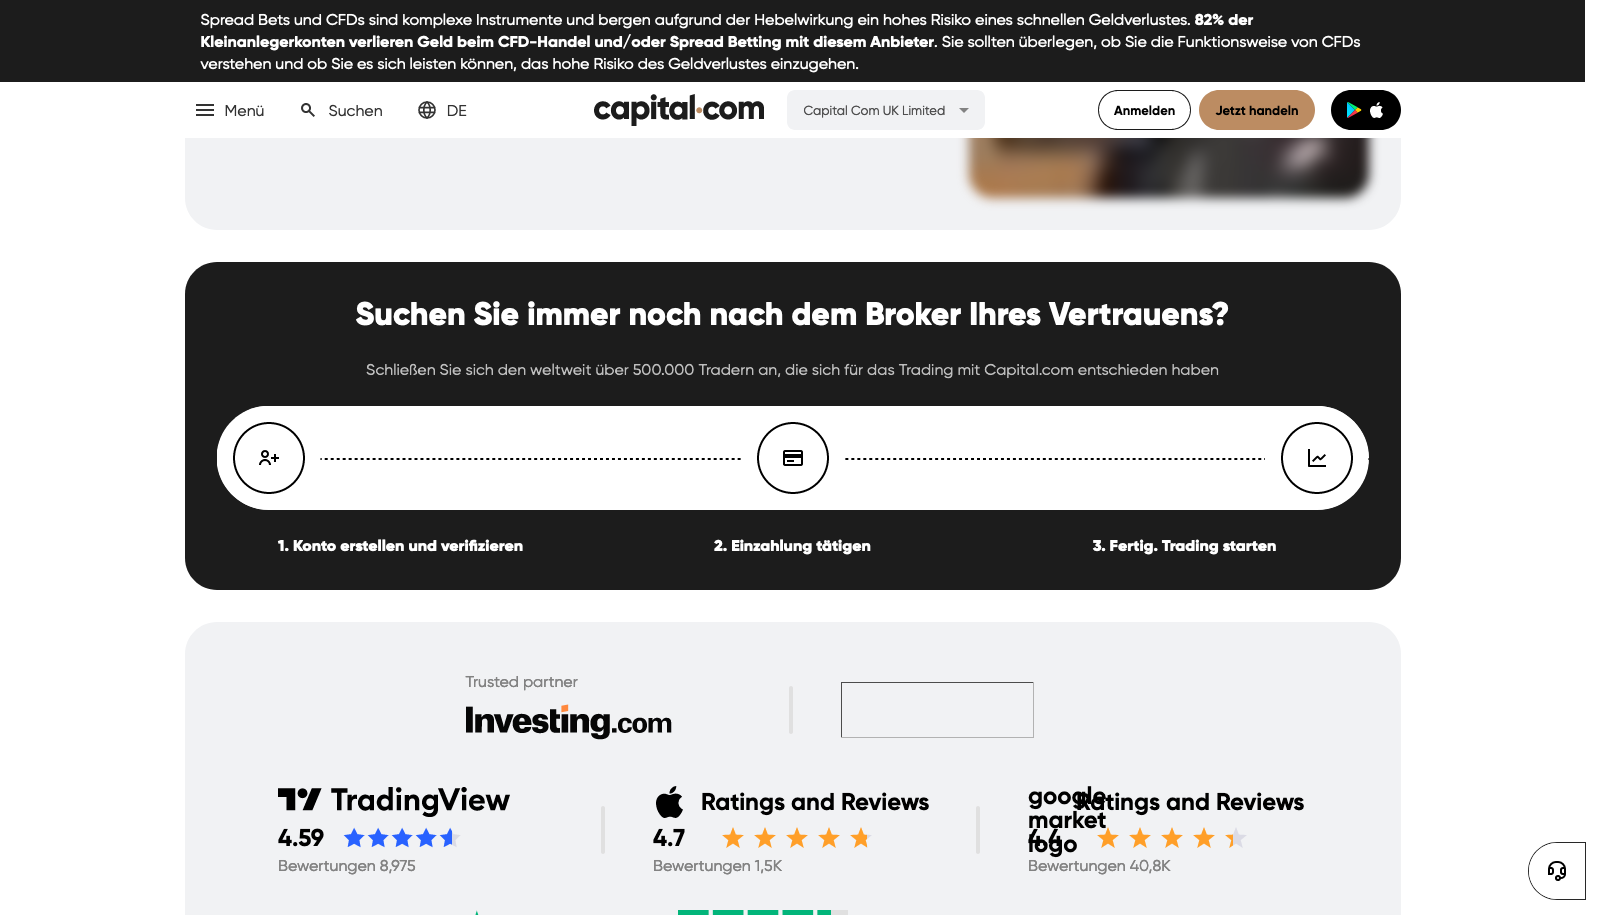 Spread Bets und CFDs sind komplexe Instrumente und bergen aufgrund der Hebelwirkung ein hohes Risiko eines schnellen Geldverlustes. 82% der
Kleinanlegerkonten verlieren Geld beim CFD-Handel und/oder Spread Betting mit diesem Anbieter. Sie sollten überlegen, ob Sie die Funktionsweise von CFDs
verstehen und ob Sie es sich leisten können, das hohe Risiko des Geldverlustes einzugehen.
Menü Suchen DE capital.com Capital Com UK Limited Anmelden Jetzt handeln
Suchen Sie immer noch nach dem Broker Ihres Vertrauens?
Schließen Sie sich den weltweit über 500.000 Tradern an, die sich für das Trading mit Capital.com entschieden haben
1. Konto erstellen und verifizieren 2. Einzahlung tätigen 3. Fertig. Trading starten
Trusted partner
Investing.com
TradingView
4.59
Bewertungen 8,975
Ratings and Reviews
4.7
Bewertungen 1,5K
google
market
logo
Ratings and Reviews
4.4
Bewertungen 40,8K